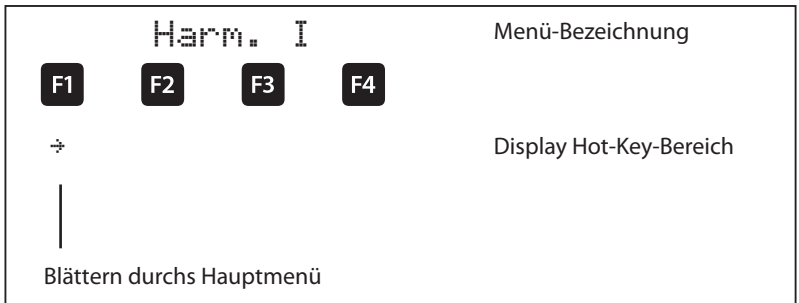 Harm. I Menü-Bezeichnung
F1 F2 F3 F4
→ Display Hot-Key-Bereich
Blättern durchs Hauptmenü